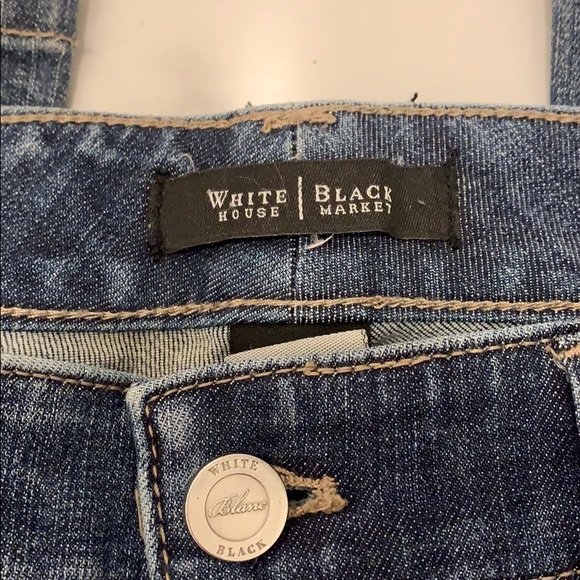 WHITE | BLACK
HOUSE | MARKET
WHITE
Blanc
BLACK